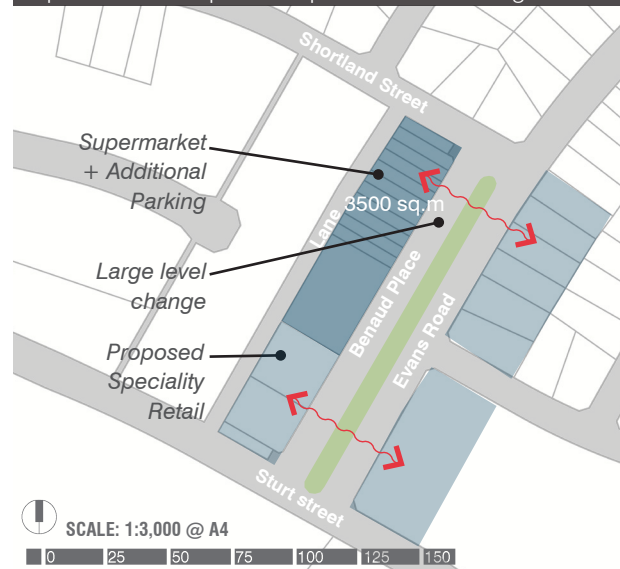 Shortland Street
Supermarket
+ Additional
Parking
3500 sq.m
Lane
Large level
change
Benaud Place
Evans Road
Proposed
Speciality
Retail
Sturt street
SCALE: 1:3,000 @ A4
0 25 50 75 100 125 150